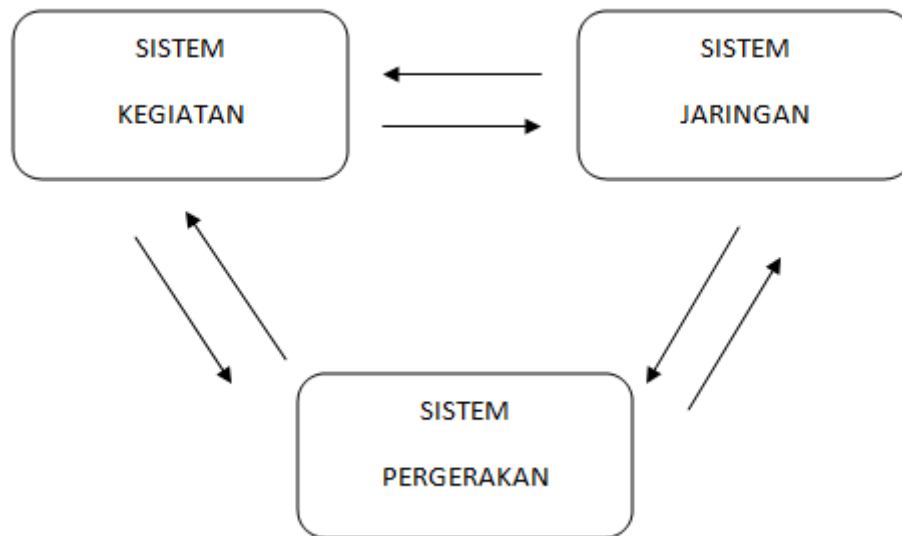 SISTEM
KEGIATAN
SISTEM
JARINGAN
SISTEM
PERGERAKAN